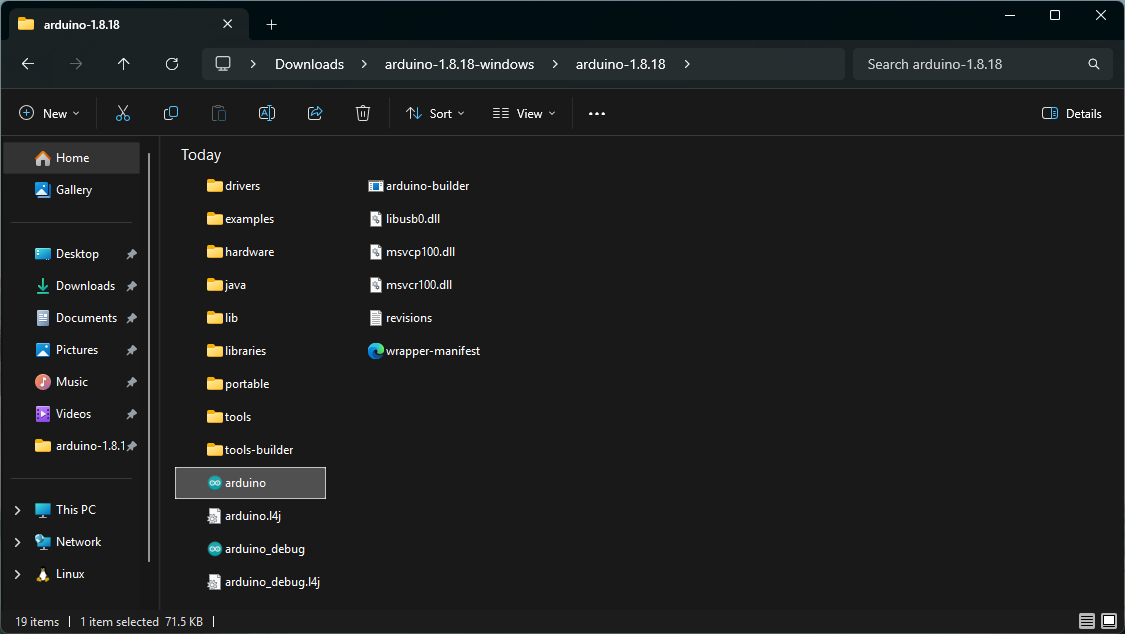 arduino-1.8.18
Downloads arduino-1.8.18-windows arduino-1.8.18
Search arduino-1.8.18
New Sort View Details
Home
Gallery
Desktop
Downloads
Documents
Pictures
Music
Videos
arduino-1.8.1
This PC
Network
Linux
Today
drivers
examples
hardware
java
lib
libraries
portable
tools
tools-builder
arduino
arduino.l4j
arduino_debug
arduino_debug.l4j
arduino-builder
libusb0.dll
msvcp100.dll
msvcr100.dll
revisions
wrapper-manifest
19 items | 1 item selected 71.5 KB |